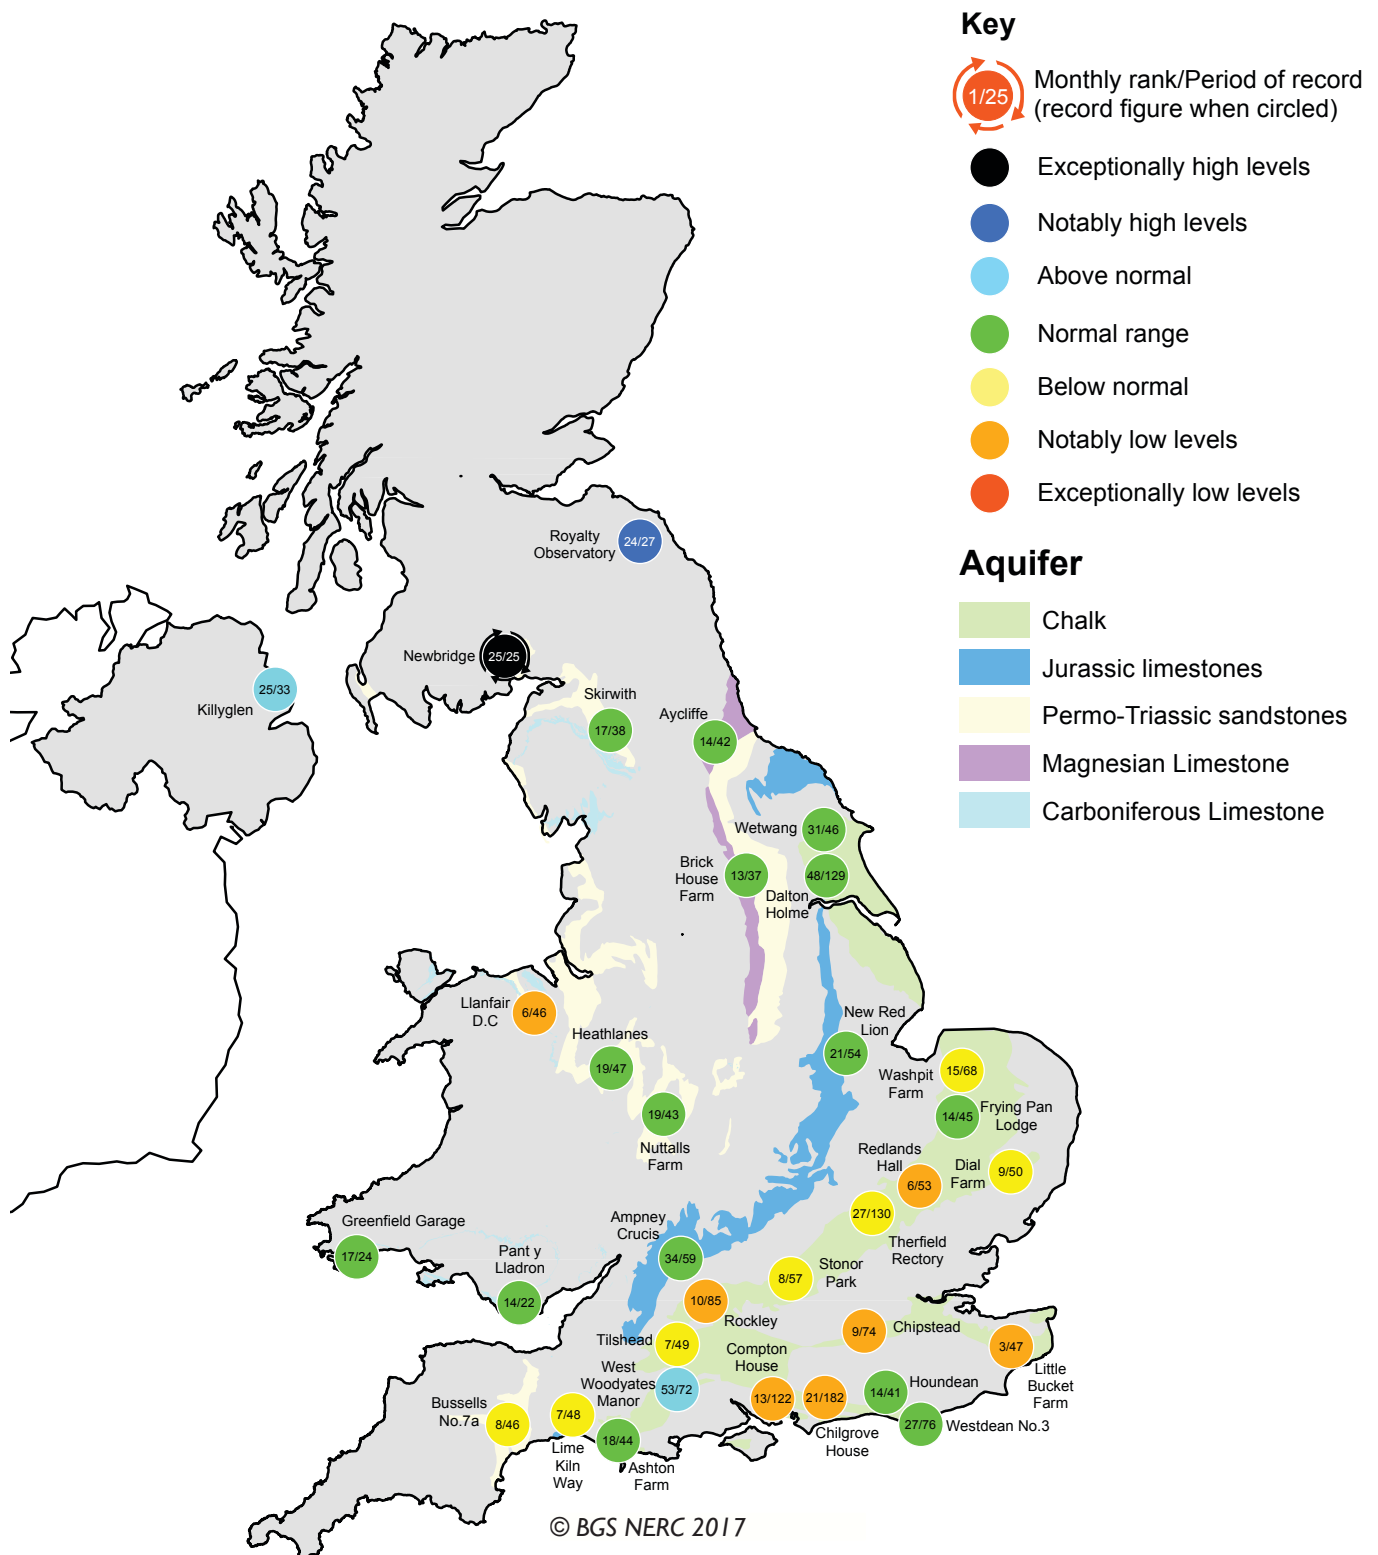 Key
1/25
Monthly rank/Period of record
(record figure when circled)
Exceptionally high levels
Notably high levels
Above normal
Normal range
Below normal
Notably low levels
Exceptionally low levels
Aquifer
Chalk
Jurassic limestones
Permo-Triassic sandstones
Magnesian Limestone
Carboniferous Limestone
Royalty
Observatory
24/27
Newbridge
25/25
25/33
Killyglen
Skirwith
17/38
Aycliffe
14/42
Wetwang
31/46
Brick
House
Farm
13/37
48/129
Dalton
Holme
Llanfair
D.C
6/46
Heathlanes
19/47
New Red
Lion
21/54
Washpit
Farm
15/68
19/43
Nuttalls
Farm
14/45
Frying Pan
Lodge
Redlands
Hall
6/53
Dial
Farm
9/50
27/130
Therfield
Rectory
Greenfield Garage
17/24
Pant y
Lladron
14/22
Ampney
Crucis
34/59
Stonor
Park
8/57
10/85
Rockley
Tilshead
7/49
Compton
House
13/122
9/74
Chipstead
3/47
Little
Bucket
Farm
West
Woodyates
Manor
53/72
21/182
Chilgrove
House
14/41
Houndean
27/76
Westdean No.3
Bussells
No.7a
8/46
7/48
Lime
Kiln
Way
18/44
Ashton
Farm
© BGS NERC 2017